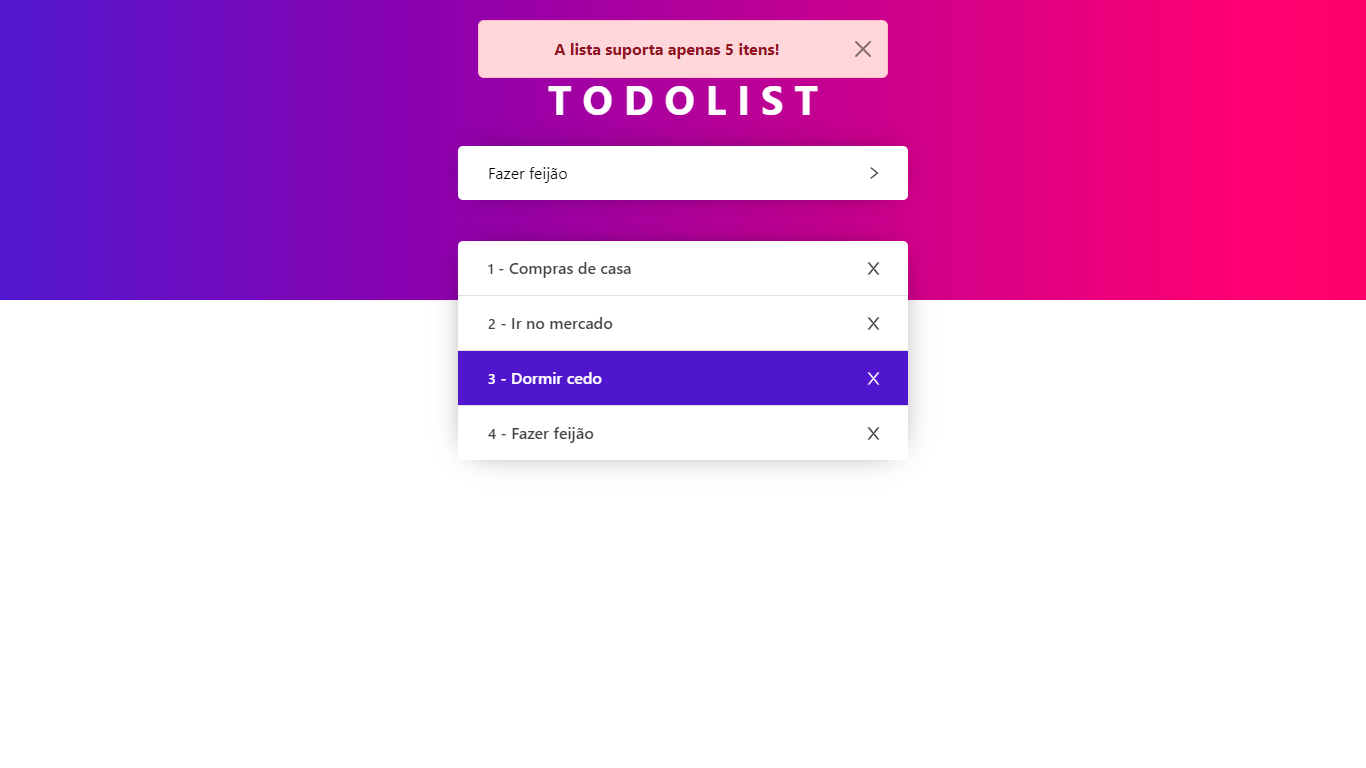 A lista suporta apenas 5 itens!
TODOLIST
Fazer feijão
1 - Compras de casa X
2 - Ir no mercado X
3 - Dormir cedo X
4 - Fazer feijão X